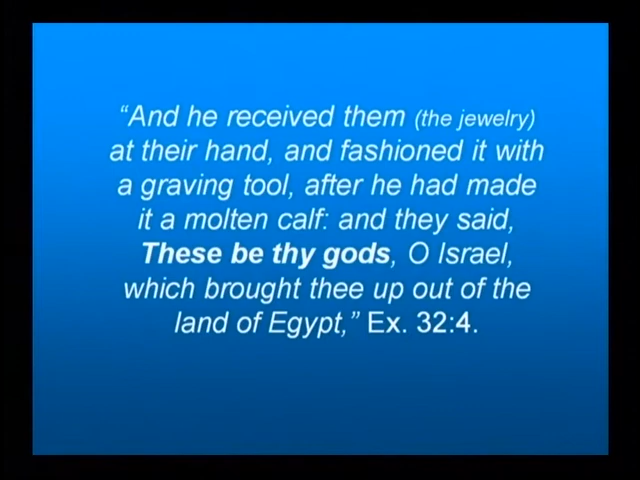 “And he received them (the jewelry)
at their hand, and fashioned it with
a graving tool, after he had made
it a molten calf: and they said,
These be thy gods, O Israel,
which brought thee up out of the
land of Egypt,” Ex. 32:4.